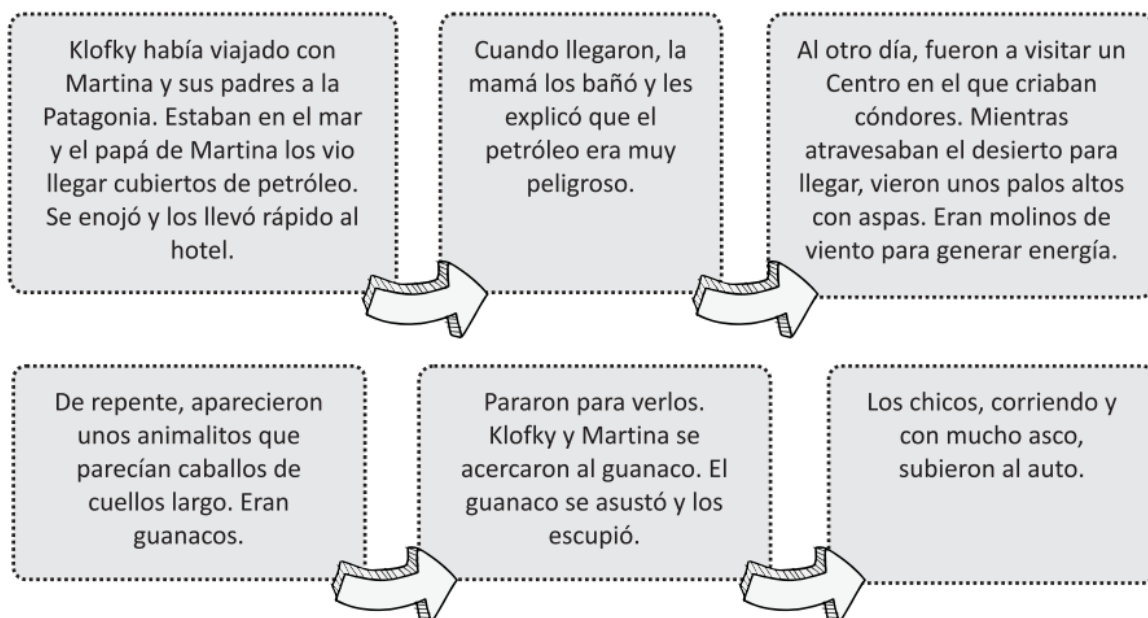 Klofky había viajado con
Martina y sus padres a la
Patagonia. Estaban en el mar
y el papá de Martina los vio
llegar cubiertos de petróleo.
Se enojó y los llevó rápido al
hotel.
Cuando llegaron, la
mamá los bañó y les
explicó que el
petróleo era muy
peligroso.
Al otro día, fueron a visitar un
Centro en el que criaban
cóndores. Mientras
atravesaban el desierto para
llegar, vieron unos palos altos
con aspas. Eran molinos de
viento para generar energía.
De repente, aparecieron
unos animalitos que
parecían caballos de
cuellos largo. Eran
guanacos.
Pararon para verlos.
Klofky y Martina se
acercaron al guanaco. El
guanaco se asustó y los
escupió.
Los chicos, corriendo y
con mucho asco,
subieron al auto.